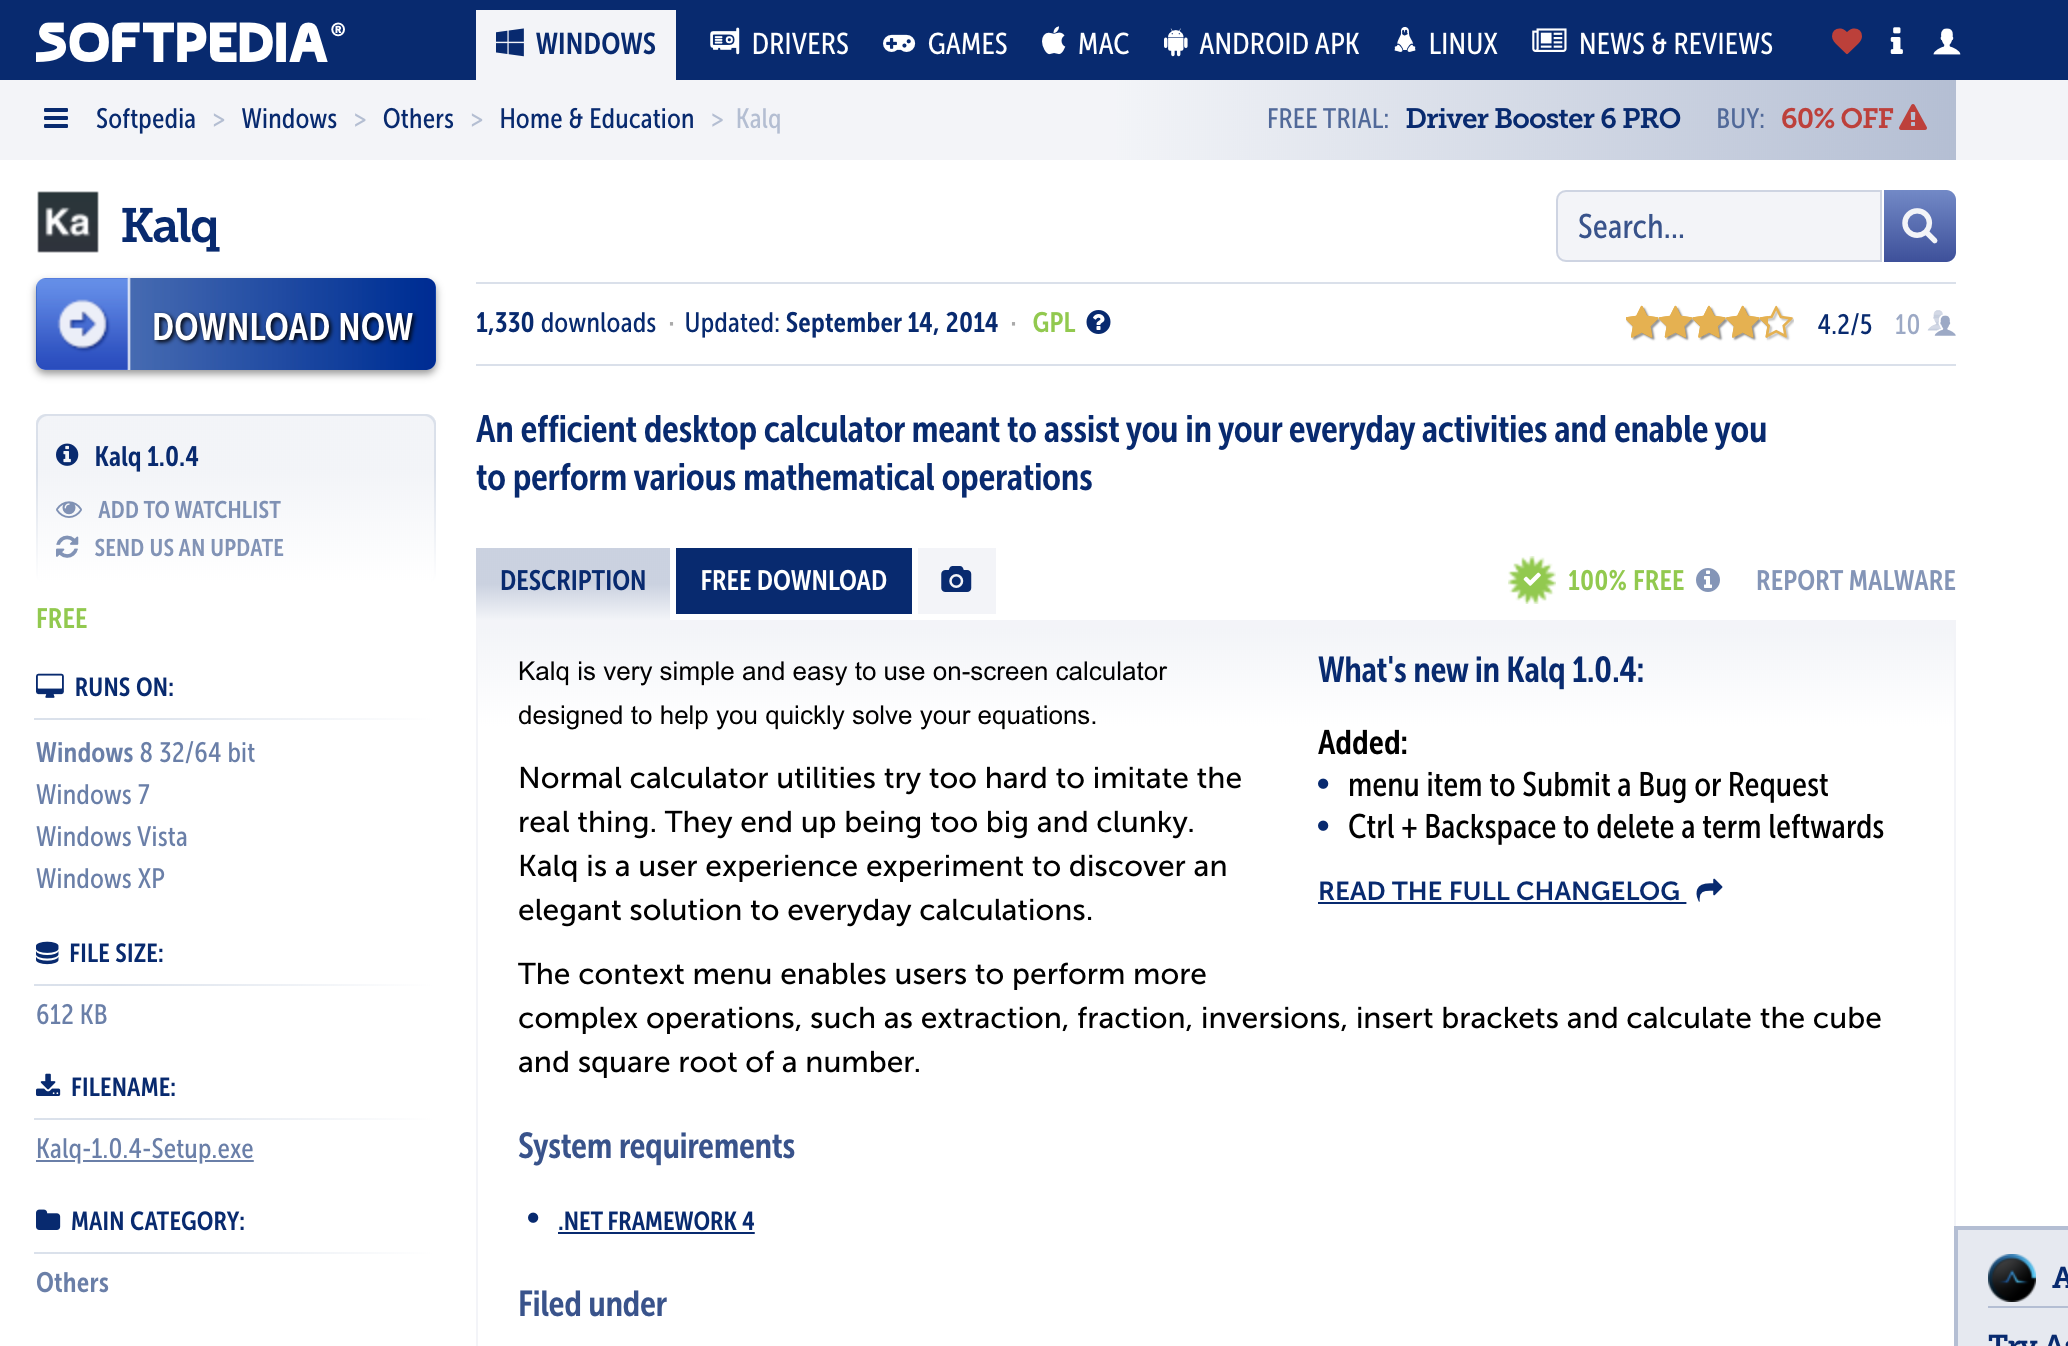 SOFTPEDIA®
WINDOWS
DRIVERS
GAMES
MAC
ANDROID APK
LINUX
NEWS & REVIEWS
Softpedia > Windows > Others > Home & Education > Kalq
FREE TRIAL: Driver Booster 6 PRO BUY: 60% OFF
Ka
Kalq
Search...
DOWNLOAD NOW
1,330 downloads · Updated: September 14, 2014 · GPL
4.2/5 10
Kalq 1.0.4
ADD TO WATCHLIST
SEND US AN UPDATE
FREE
RUNS ON:
Windows 8 32/64 bit
Windows 7
Windows Vista
Windows XP
FILE SIZE:
612 KB
FILENAME:
Kalq-1.0.4-Setup.exe
MAIN CATEGORY:
Others
An efficient desktop calculator meant to assist you in your everyday activities and enable you
to perform various mathematical operations
DESCRIPTION
FREE DOWNLOAD
100% FREE
REPORT MALWARE
Kalq is very simple and easy to use on-screen calculator
designed to help you quickly solve your equations.
Normal calculator utilities try too hard to imitate the
real thing. They end up being too big and clunky.
Kalq is a user experience experiment to discover an
elegant solution to everyday calculations.
The context menu enables users to perform more
complex operations, such as extraction, fraction, inversions, insert brackets and calculate the cube
and square root of a number.
What's new in Kalq 1.0.4:
Added:
• menu item to Submit a Bug or Request
• Ctrl + Backspace to delete a term leftwards
READ THE FULL CHANGELOG
System requirements
• .NET FRAMEWORK 4
Filed under
Try